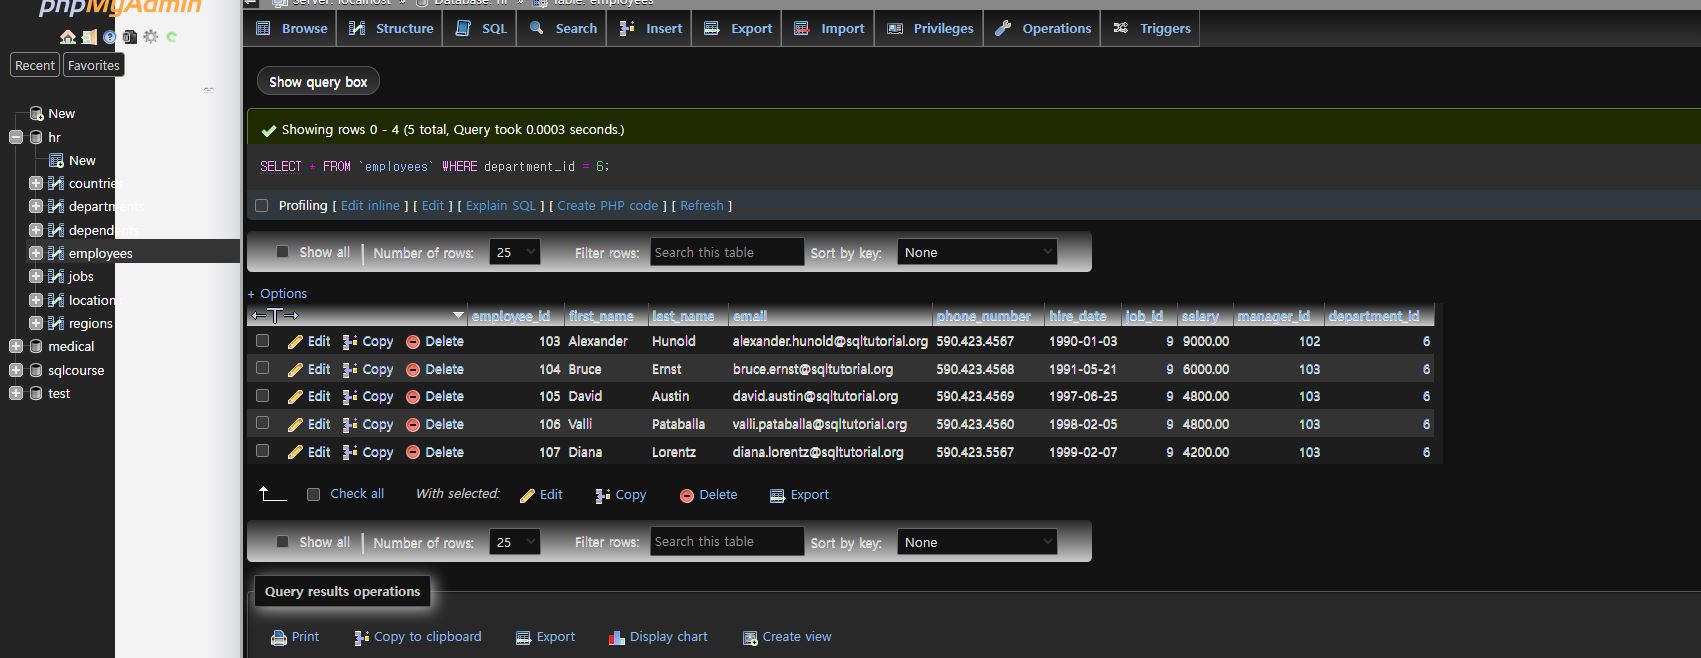 phpMyAdmin
Server: localhost » Database: hr » Table: employees
Browse Structure SQL Search Insert Export Import Privileges Operations Triggers
Recent Favorites
Show query box
New
hr
New
countries
departments
dependents
employees
jobs
locations
regions
medical
sqlcourse
test
Showing rows 0 - 4 (5 total, Query took 0.0003 seconds.)
SELECT * FROM `employees` WHERE department_id = 6;
Profiling [ Edit inline ] [ Edit ] [ Explain SQL ] [ Create PHP code ] [ Refresh ]
Show all | Number of rows: 25 Filter rows: Search this table Sort by key: None
+ Options
employee_id first_name last_name email phone_number hire_date job_id salary manager_id department_id
Edit Copy Delete 103 Alexander Hunold alexander.hunold@sqltutorial.org 590.423.4567 1990-01-03 9 9000.00 102 6
Edit Copy Delete 104 Bruce Ernst bruce.ernst@sqltutorial.org 590.423.4568 1991-05-21 9 6000.00 103 6
Edit Copy Delete 105 David Austin david.austin@sqltutorial.org 590.423.4569 1997-06-25 9 4800.00 103 6
Edit Copy Delete 106 Valli Pataballa valli.pataballa@sqltutorial.org 590.423.4560 1998-02-05 9 4800.00 103 6
Edit Copy Delete 107 Diana Lorentz diana.lorentz@sqltutorial.org 590.423.5567 1999-02-07 9 4200.00 103 6
Check all With selected: Edit Copy Delete Export
Show all | Number of rows: 25 Filter rows: Search this table Sort by key: None
Query results operations
Print Copy to clipboard Export Display chart Create view